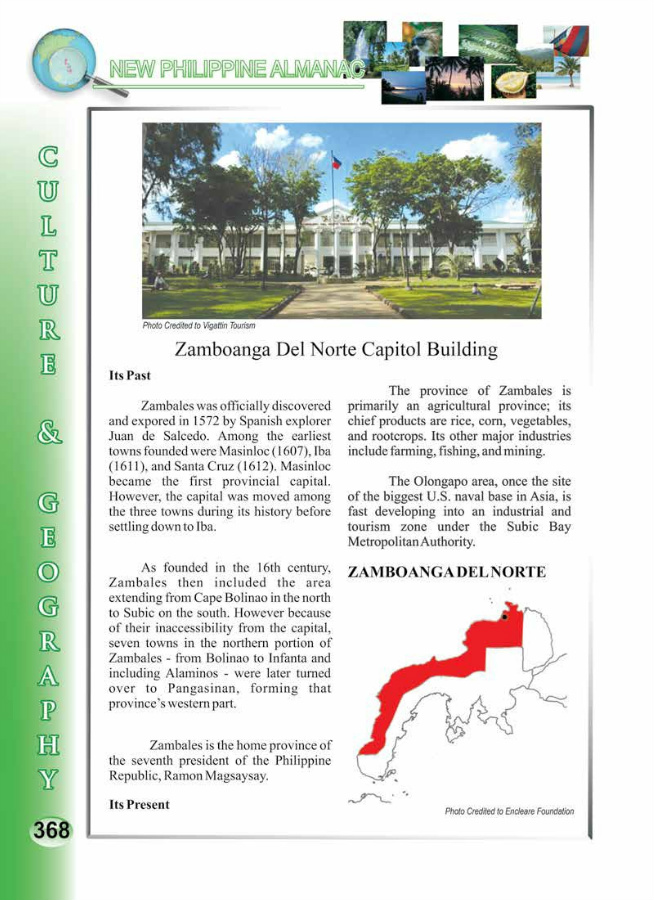 NEW PHILIPPINE ALMANAC
CULTURE & GEOGRAPHY
Photo Credited to Vigattin Tourism
Zamboanga Del Norte Capitol Building
Its Past
Zambales was officially discovered
and expored in 1572 by Spanish explorer
Juan de Salcedo. Among the earliest
towns founded were Masinloc (1607), Iba
(1611), and Santa Cruz (1612). Masinloc
became the first provincial capital.
However, the capital was moved among
the three towns during its history before
settling down to Iba.
As founded in the 16th century,
Zambales then included the area
extending from Cape Bolinao in the north
to Subic on the south. However because
of their inaccessibility from the capital,
seven towns in the northern portion of
Zambales - from Bolinao to Infanta and
including Alaminos - were later turned
over to Pangasinan, forming that
province's western part.
Zambales is the home province of
the seventh president of the Philippine
Republic, Ramon Magsaysay.
Its Present
The province of Zambales is
primarily an agricultural province; its
chief products are rice, corn, vegetables,
and rootcrops. Its other major industries
include farming, fishing, and mining.
The Olongapo area, once the site
of the biggest U.S. naval base in Asia, is
fast developing into an industrial and
tourism zone under the Subic Bay
Metropolitan Authority.
ZAMBOANGA DEL NORTE
Photo Credited to Encleare Foundation
368